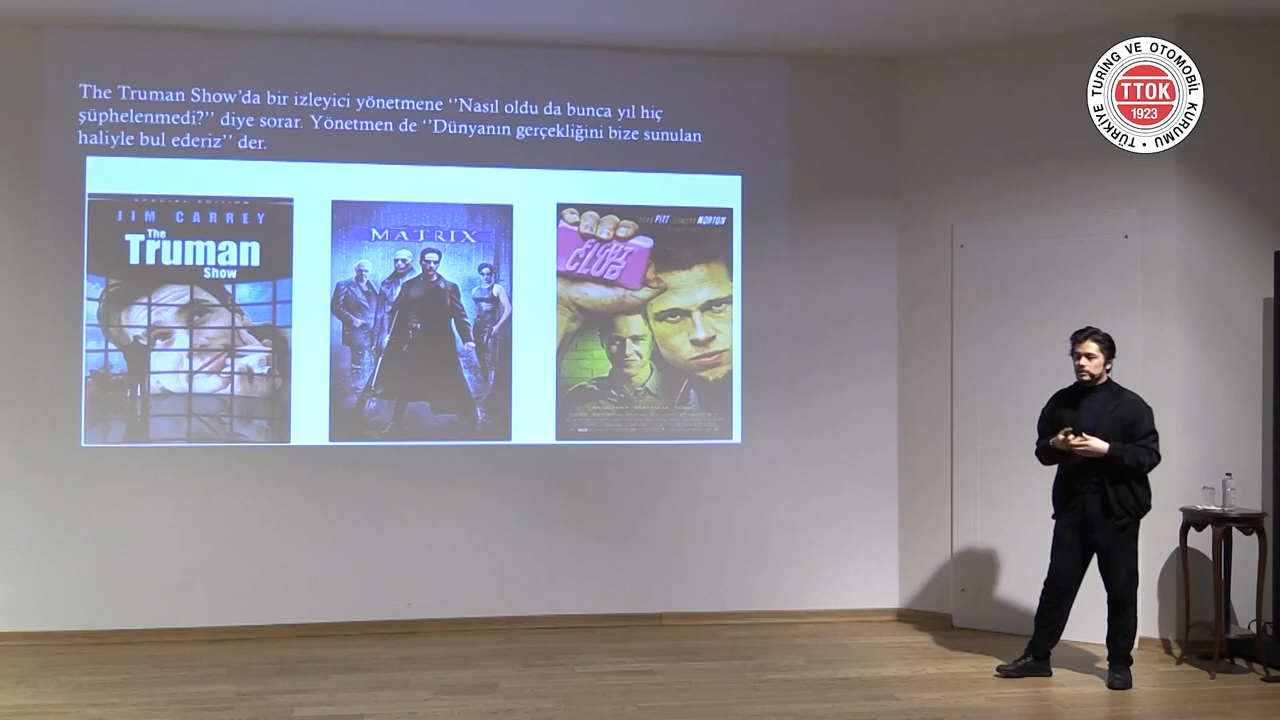 The Truman Show'da bir izleyici yönetmene ‘’Nasıl oldu da bunca yıl hiç
şüphelenmedi?’’ diye sorar. Yönetmen de ‘’Dünyanın gerçekliğini bize sunulan
haliyle bul ederiz’’ der.
SPECIAL EDITION
JIM CARREY
The
Truman
Show
MATRIX
PITT NORTON
FIGHT
CLUB
TÜRKİYE TURİNG VE OTOMOBİL KURUMU
TTOK
1923